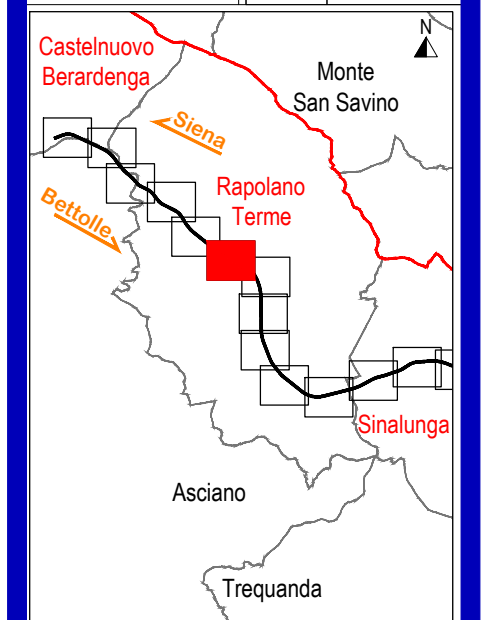 N
Castelnuovo
Berardenga
Monte
San Savino
Siena
Rapolano
Terme
Bettolle
Sinalunga
Asciano
Trequanda